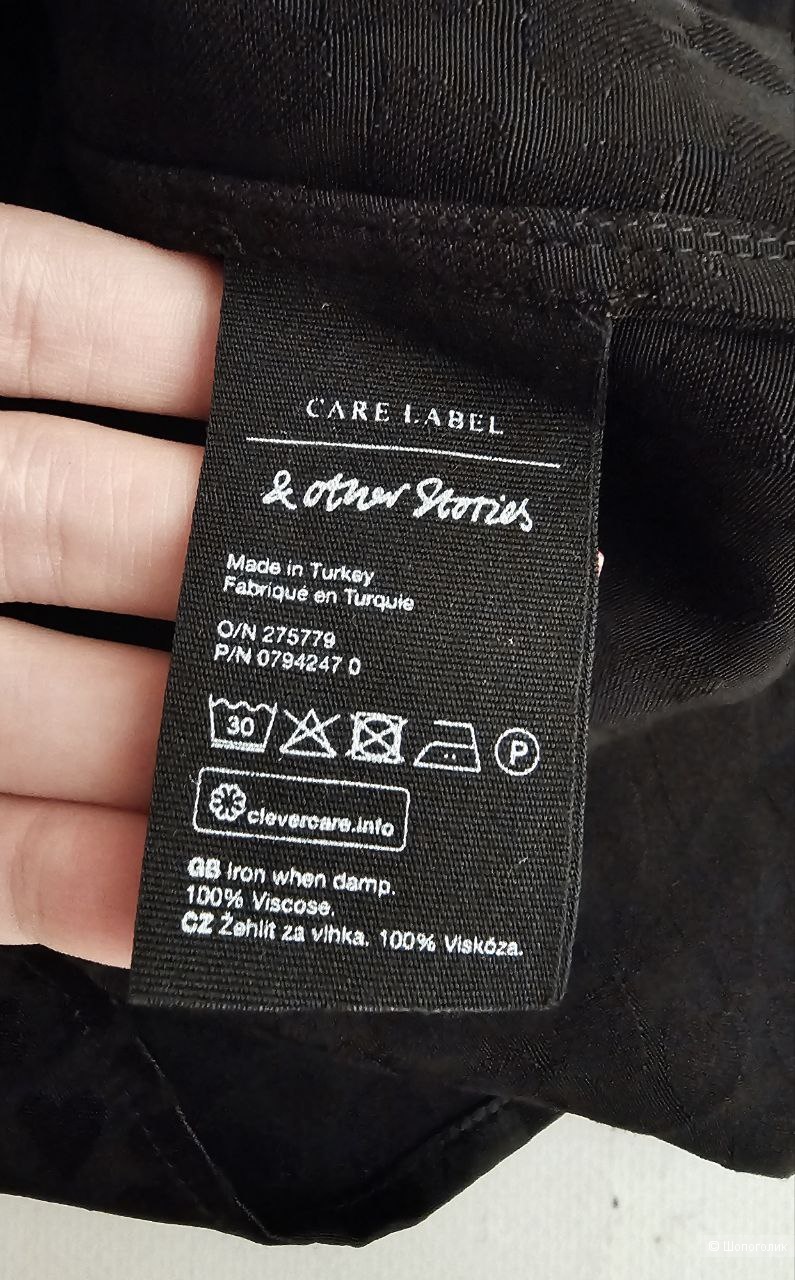 CARE LABEL
& other Stories
Made in Turkey
Fabriqué en Turquie
O/N 275779
P/N 0794247 0
30
P
clevercare.info
GB Iron when damp.
100% Viscose.
CZ Žehlit za vlhka. 100% Viskóza.
© Шопоголик